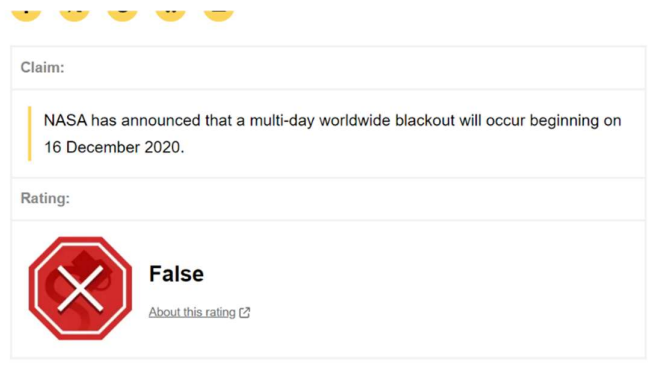 Claim:
NASA has announced that a multi-day worldwide blackout will occur beginning on
16 December 2020.
Rating:
False
About this rating